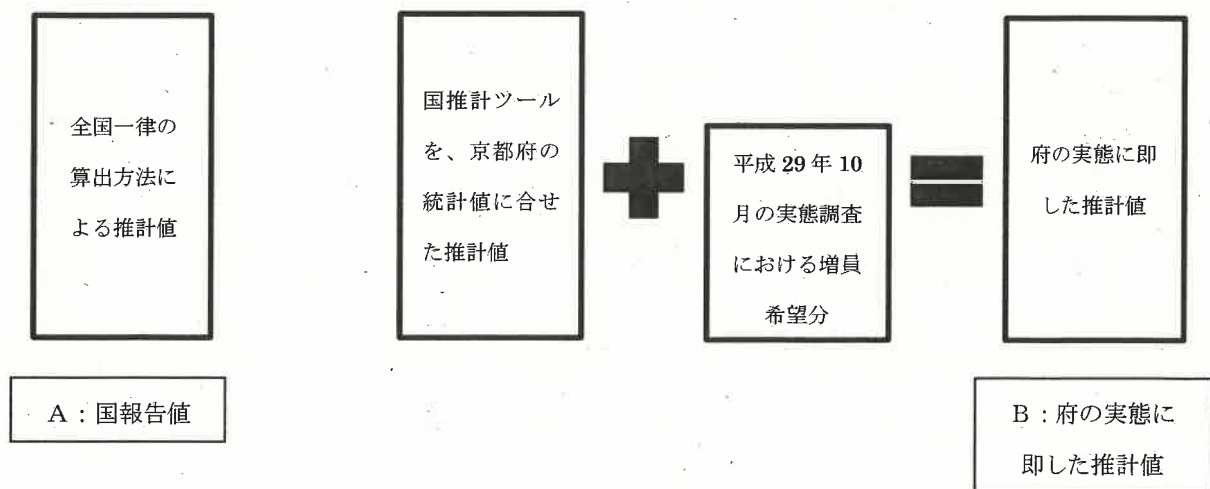 全国一律の
算出方法に
よる推計値
国推計ツール
を、京都府の
統計値に合せ
た推計値
平成 29 年 10
月の実態調査
における増員
希望分
府の実態に即
した推計値
A:国報告値
B:府の実態に
即した推計値